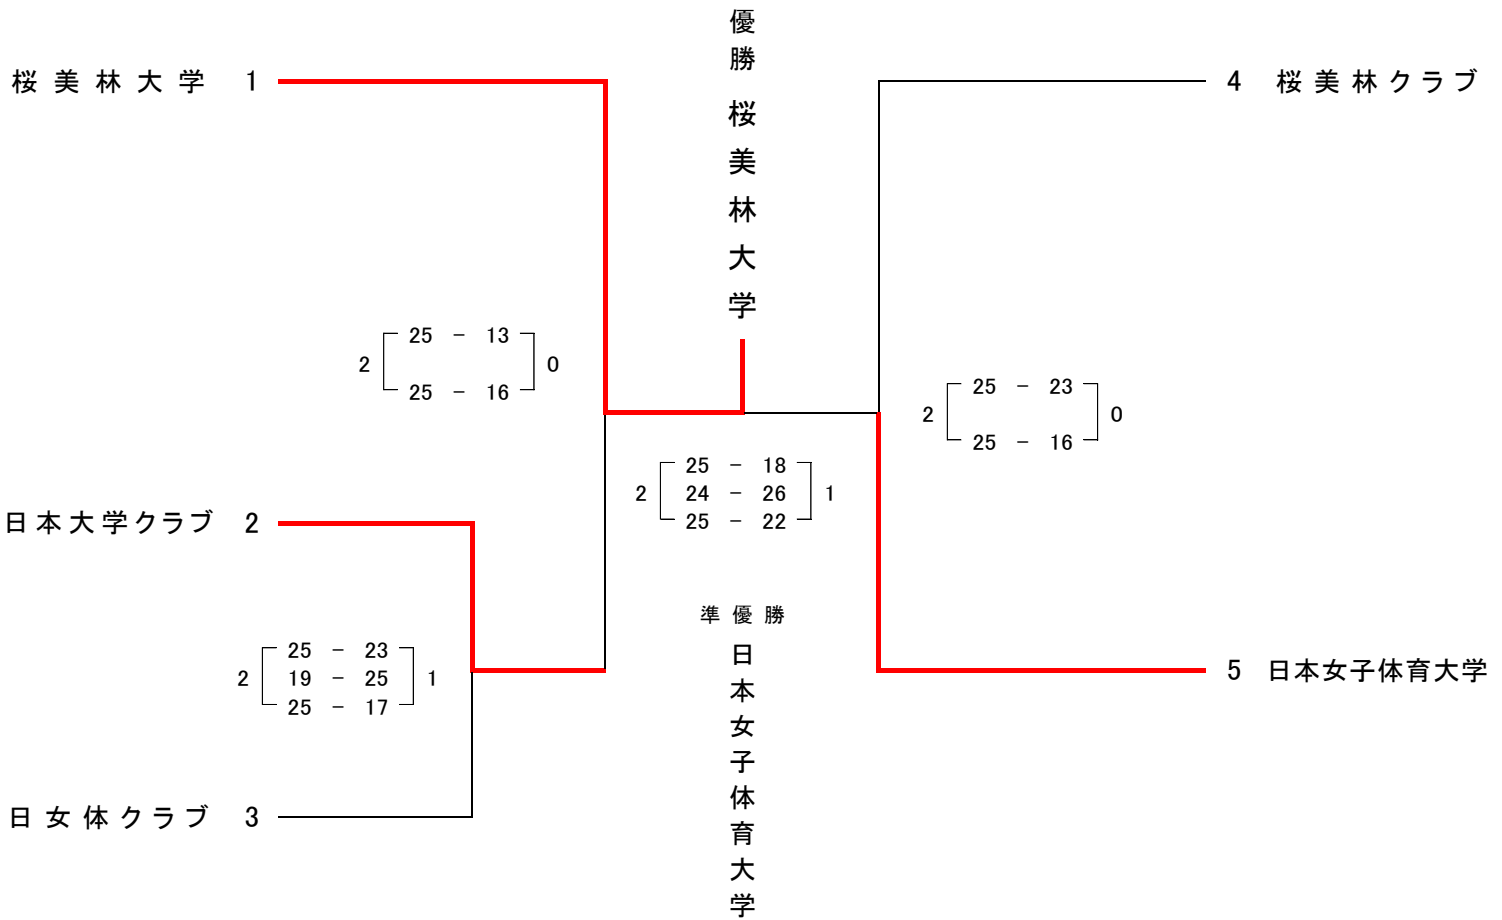 優勝
桜美林大学
桜美林大学 1
4 桜美林クラブ
25 - 13
2 0
25 - 16
25 - 23
2 0
25 - 16
25 - 18
2 24 - 26 1
25 - 22
日本大学クラブ 2
準優勝
日本女子体育大学
25 - 23
2 19 - 25 1
25 - 17
5 日本女子体育大学
日女体クラブ 3